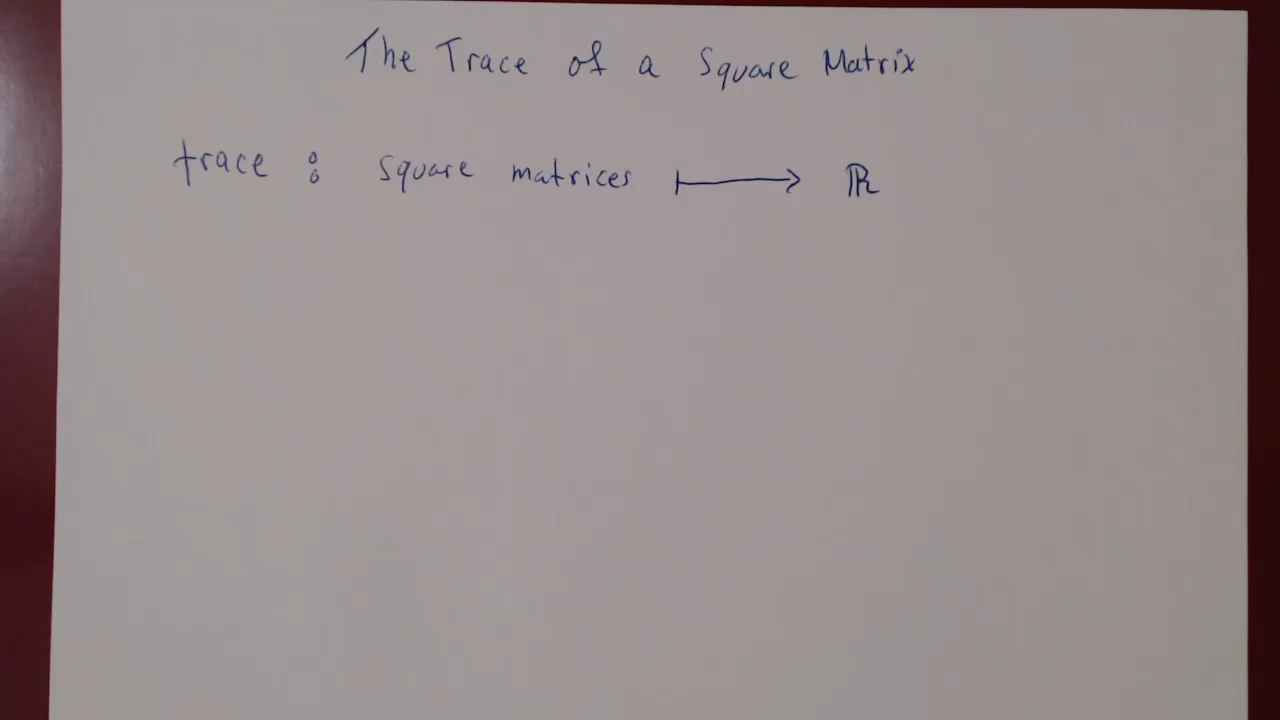 The Trace of a Square Matrix
trace : square matrices ↦ ℝ